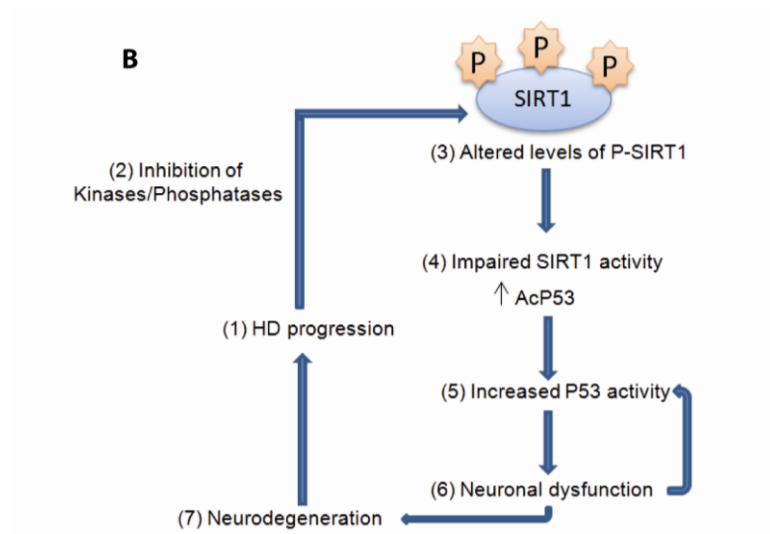 B
P
P
P
SIRT1
(3) Altered levels of P-SIRT1
(2) Inhibition of
Kinases/Phosphatases
(4) Impaired SIRT1 activity
↑ AcP53
(1) HD progression
(5) Increased P53 activity
(6) Neuronal dysfunction
(7) Neurodegeneration